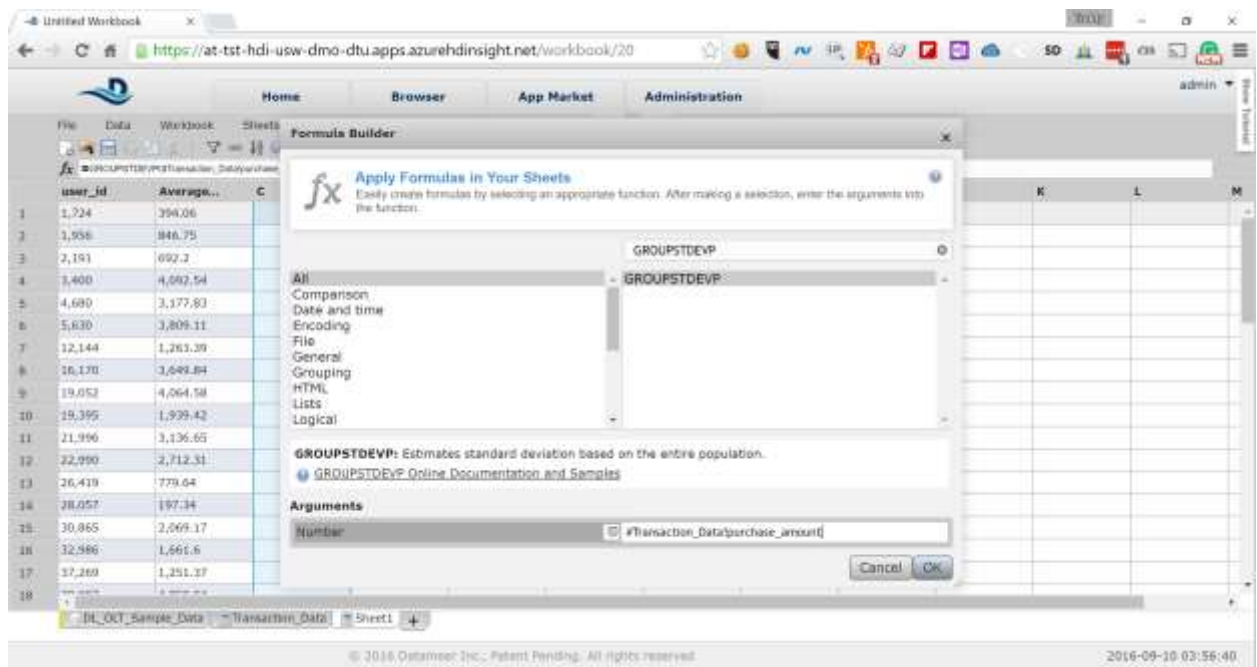 Untitled Workbook
https://at-tst-hdi-usw-dmo-dtu.apps.azurehdinsight.net/workbook/20
SD
Home Browser App Market Administration
admin
File Data Workbook Sheets
Formula Builder
fx
Apply Formulas in Your Sheets
Easily create formulas by selecting an appropriate function. After making a selection, enter the arguments into
the function.
user_id Average... C K L M
1 1,724 394.06
2 1,956 846.75
3 2,191 692.2
4 3,400 4,092.54
5 4,680 3,177.83
6 5,630 3,809.11
7 12,144 1,263.39
8 16,170 3,649.84
9 19,052 4,064.58
10 19,395 1,939.42
11 21,996 3,136.65
12 22,990 2,712.31
13 26,419 779.64
14 28,057 197.34
15 30,865 2,069.17
16 32,986 1,661.6
17 37,269 1,251.37
18
GROUPSTDEVP
All
Comparison
Date and time
Encoding
File
General
Grouping
HTML
Lists
Logical
GROUPSTDEVP
GROUPSTDEVP: Estimates standard deviation based on the entire population.
GROUPSTDEVP Online Documentation and Samples
Arguments
Number #Transaction_Data!purchase_amount
Cancel OK
DL_OLT_Sample_Data Transaction_Data Sheet1 +
© 2016 Datameer Inc., Patent Pending. All rights reserved
2016-09-10 03:56:40